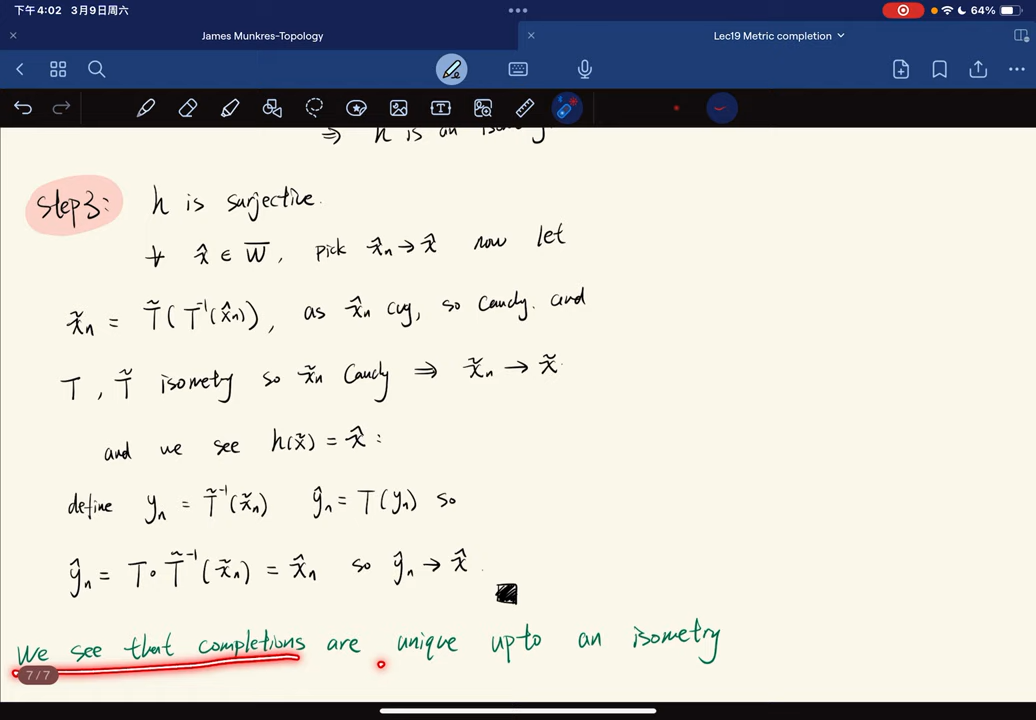 下午4:02 3月9日周六
64%
James Munkres-Topology
Lec19 Metric completion
⇒ h is an isometry.
Step3: h is surjective.
∀ x̂ ∈ W̅, pick x̂ₙ → x̂ now let
x̃ₙ = T̃(T⁻¹(x̂ₙ)), as x̂ₙ cvg, so Cauchy. and
T, T̃ isometry so x̃ₙ Cauchy ⇒ x̃ₙ → x̃.
and we see h(x̃) = x̂:
define yₙ = T̃⁻¹(x̃ₙ) ŷₙ = T(yₙ) so
ŷₙ = T∘T̃⁻¹(x̃ₙ) = x̂ₙ so ŷₙ → x̂.
We see that completions are unique up to an isometry
7 / 7